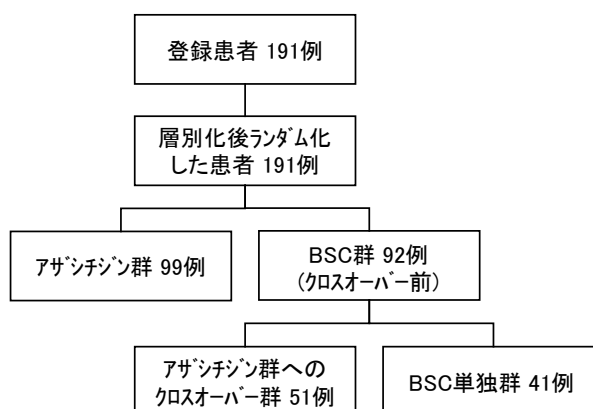 登録患者 191例
層別化後ﾗﾝﾀﾞﾑ化
した患者 191例
ｱｻﾞｼﾁｼﾞﾝ群 99例
BSC群 92例
(ｸﾛｽｵｰﾊﾞｰ前)
ｱｻﾞｼﾁｼﾞﾝ群への
ｸﾛｽｵｰﾊﾞｰ群 51例
BSC単独群 41例